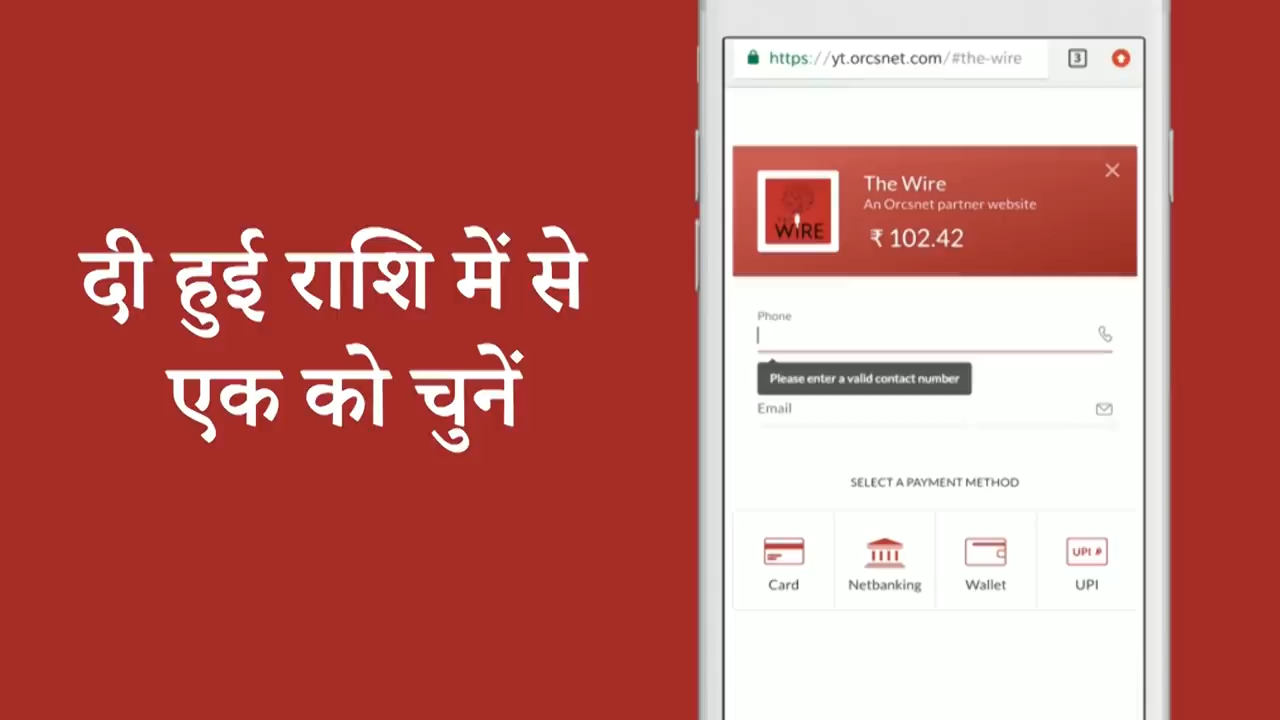 दी हुई राशि में से
एक को चुनें
https://yt.orcsnet.com/#the-wire
3
The Wire
An Orcsnet partner website
₹ 102.42
WIRE
Phone
Please enter a valid contact number
Email
SELECT A PAYMENT METHOD
Card
Netbanking
Wallet
UPI
UPI